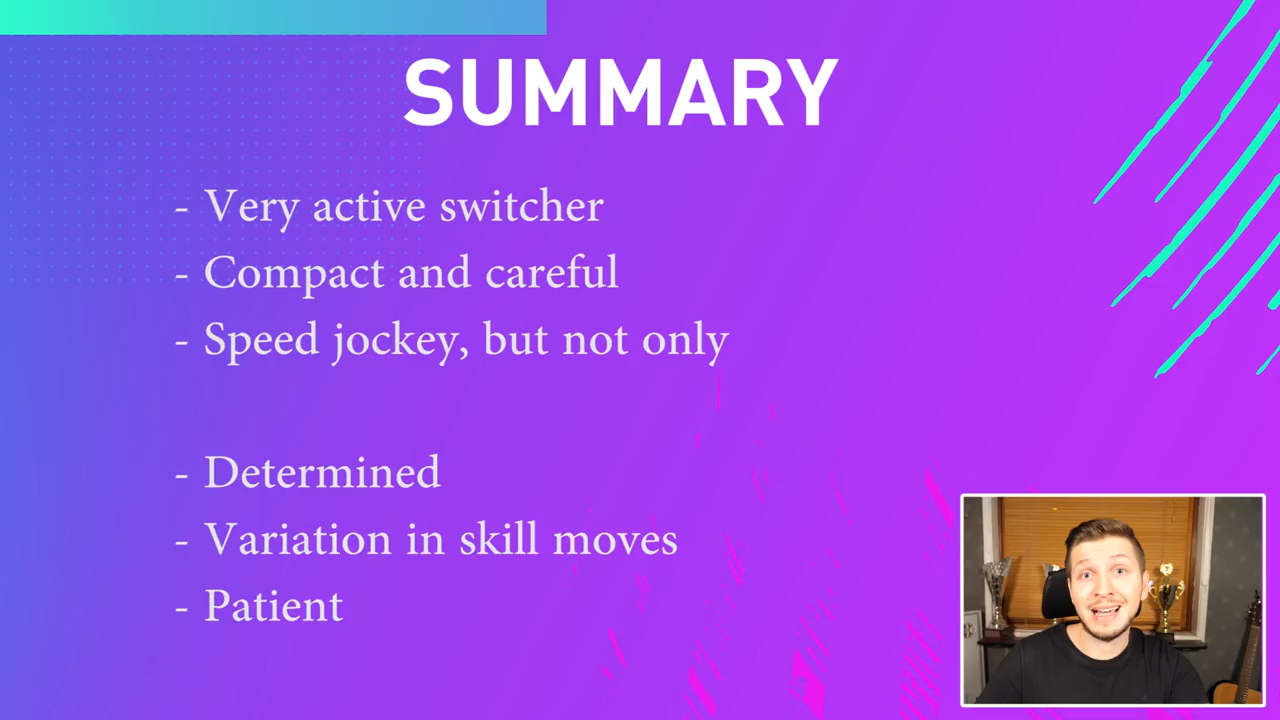 SUMMARY
- Very active switcher
- Compact and careful
- Speed jockey, but not only
- Determined
- Variation in skill moves
- Patient